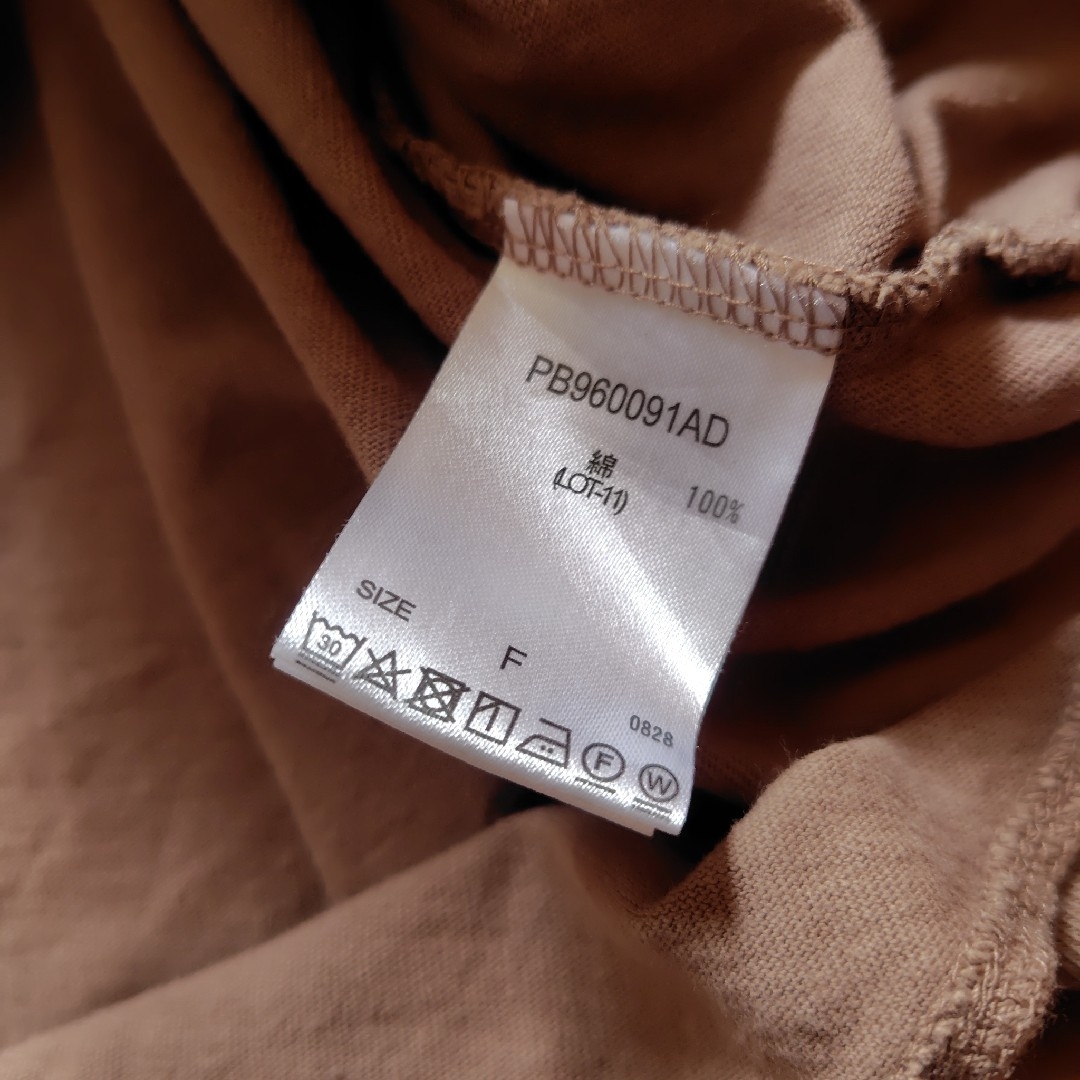 PB960091AD
綿 100%
(LOT-11)
SIZE
F
0828
30
F
W